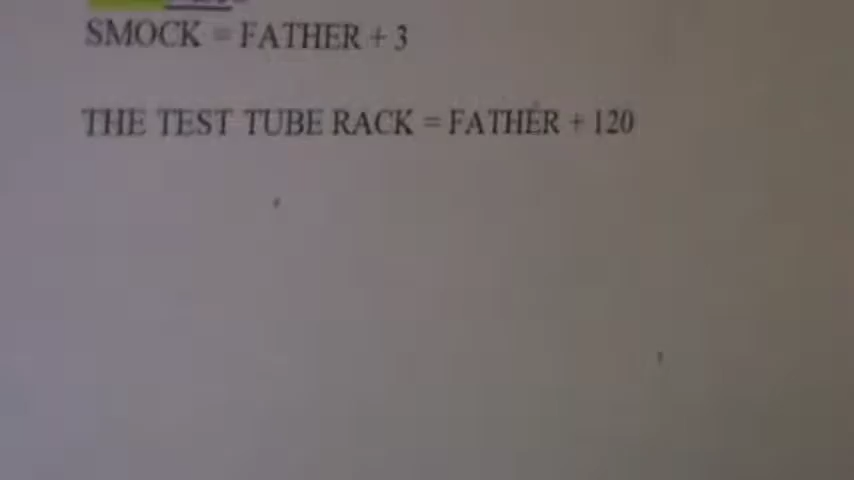 SMOCK = FATHER + 3
THE TEST TUBE RACK = FATHER + 120